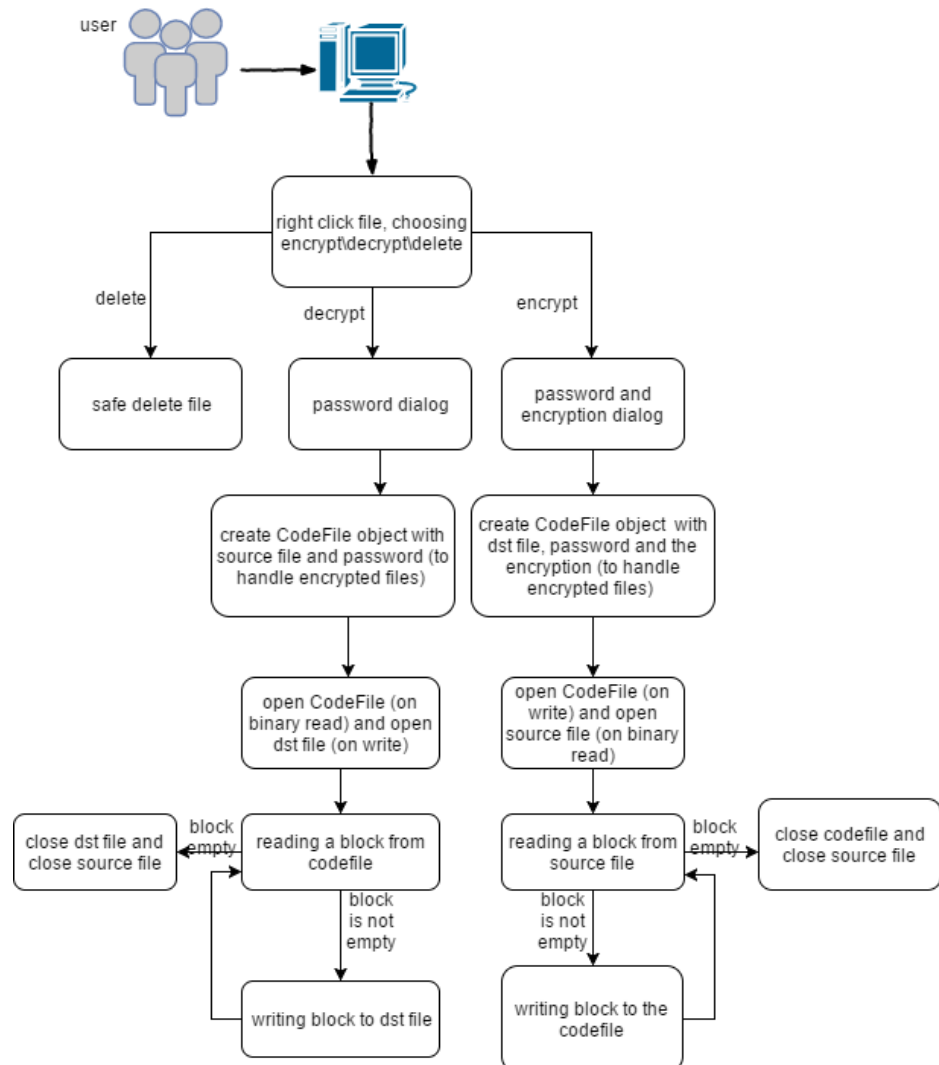 user
right click file, choosing
encrypt\decrypt\delete
delete
decrypt
encrypt
safe delete file
password dialog
password and
encryption dialog
create CodeFile object with
source file and password (to
handle encrypted files)
create CodeFile object with
dst file, password and the
encryption (to handle
encrypted files)
open CodeFile (on
binary read) and open
dst file (on write)
open CodeFile (on
write) and open
source file (on binary
read)
close dst file and
close source file
block
empty
reading a block from
codefile
reading a block from
source file
block
empty
close codefile and
close source file
block
is not
empty
block
is not
empty
writing block to dst file
writing block to the
codefile